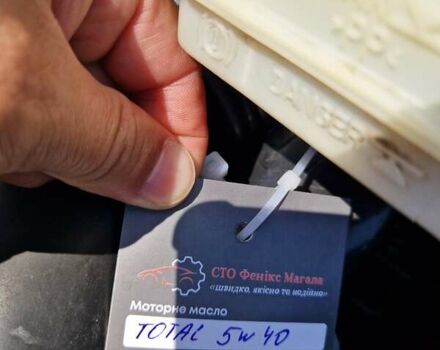 DANGER
СТО Фенікс Магала
«Швидко, якісно та надійно»
Моторне масло
TOTAL 5W40